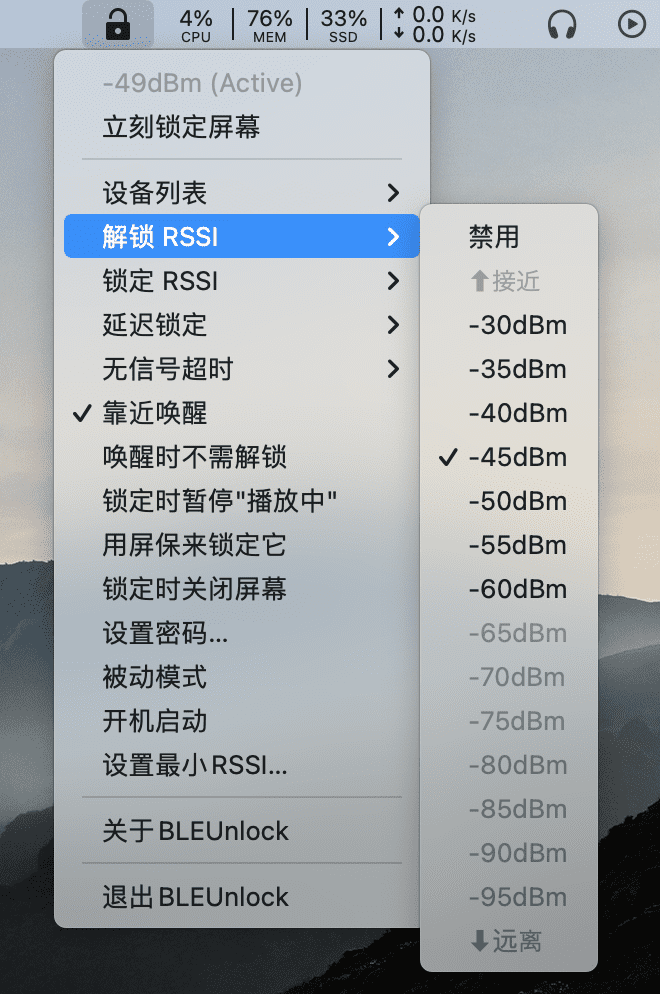 4% 76% 33% ↑ 0.0 K/s
CPU MEM SSD ↓ 0.0 K/s
-49dBm (Active)
立刻锁定屏幕
设备列表
解锁 RSSI
锁定 RSSI
延迟锁定
无信号超时
✓ 靠近唤醒
唤醒时不需解锁
锁定时暂停"播放中"
用屏保来锁定它
锁定时关闭屏幕
设置密码...
被动模式
开机启动
设置最小RSSI...
关于BLEUnlock
退出BLEUnlock
禁用
⬆接近
-30dBm
-35dBm
-40dBm
✓ -45dBm
-50dBm
-55dBm
-60dBm
-65dBm
-70dBm
-75dBm
-80dBm
-85dBm
-90dBm
-95dBm
⬇远离